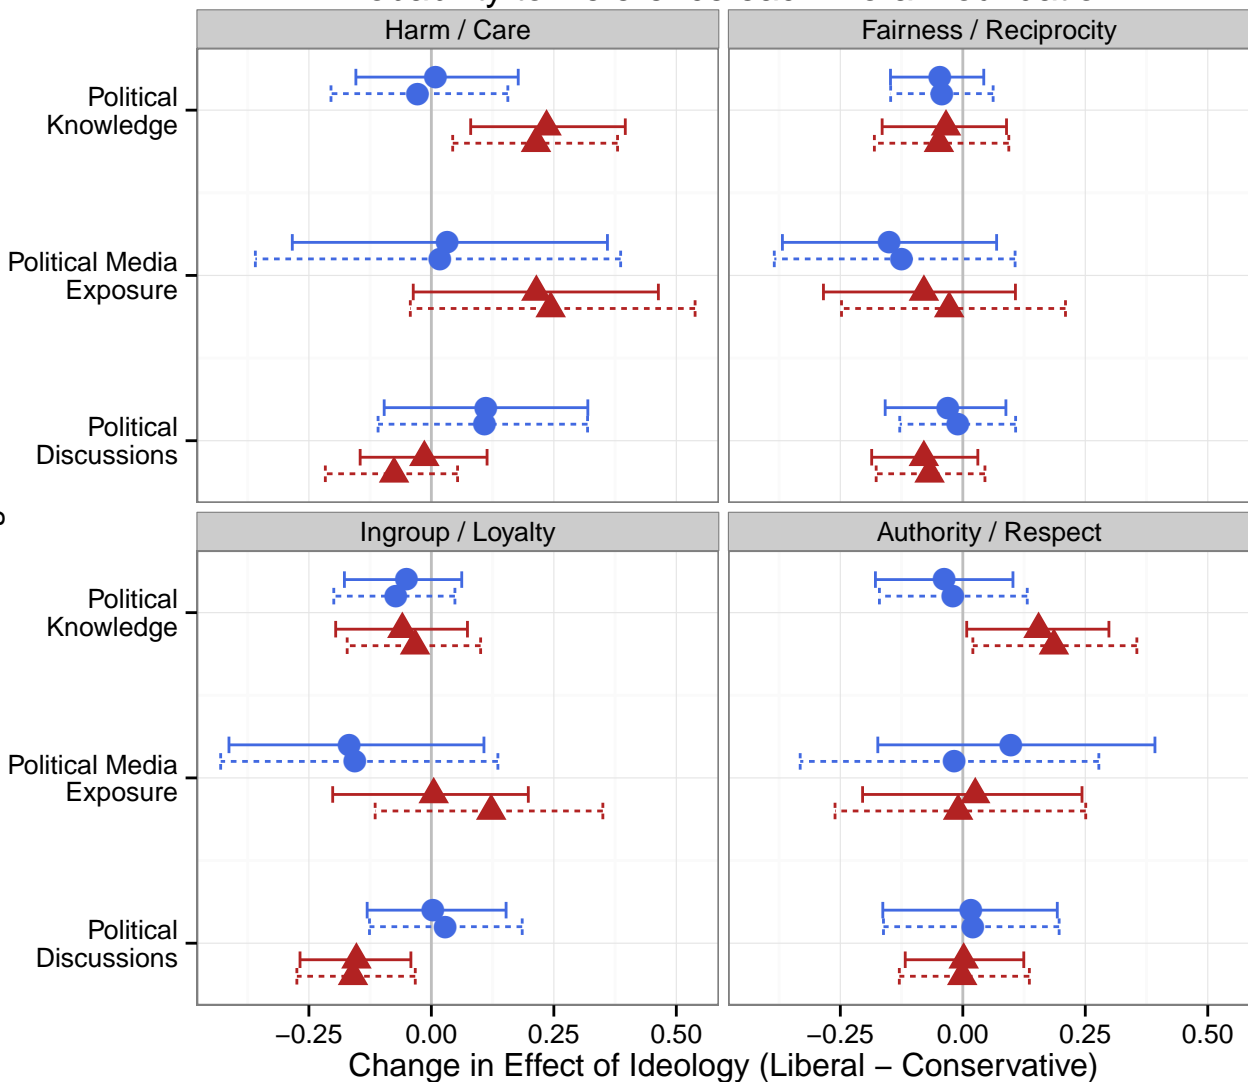 Harm / Care
Fairness / Reciprocity
Political
Knowledge
Political Media
Exposure
Political
Discussions
Ingroup / Loyalty
Authority / Respect
Political
Knowledge
Political Media
Exposure
Political
Discussions
−0.25 0.00 0.25 0.50
−0.25 0.00 0.25 0.50
Change in Effect of Ideology (Liberal − Conservative)